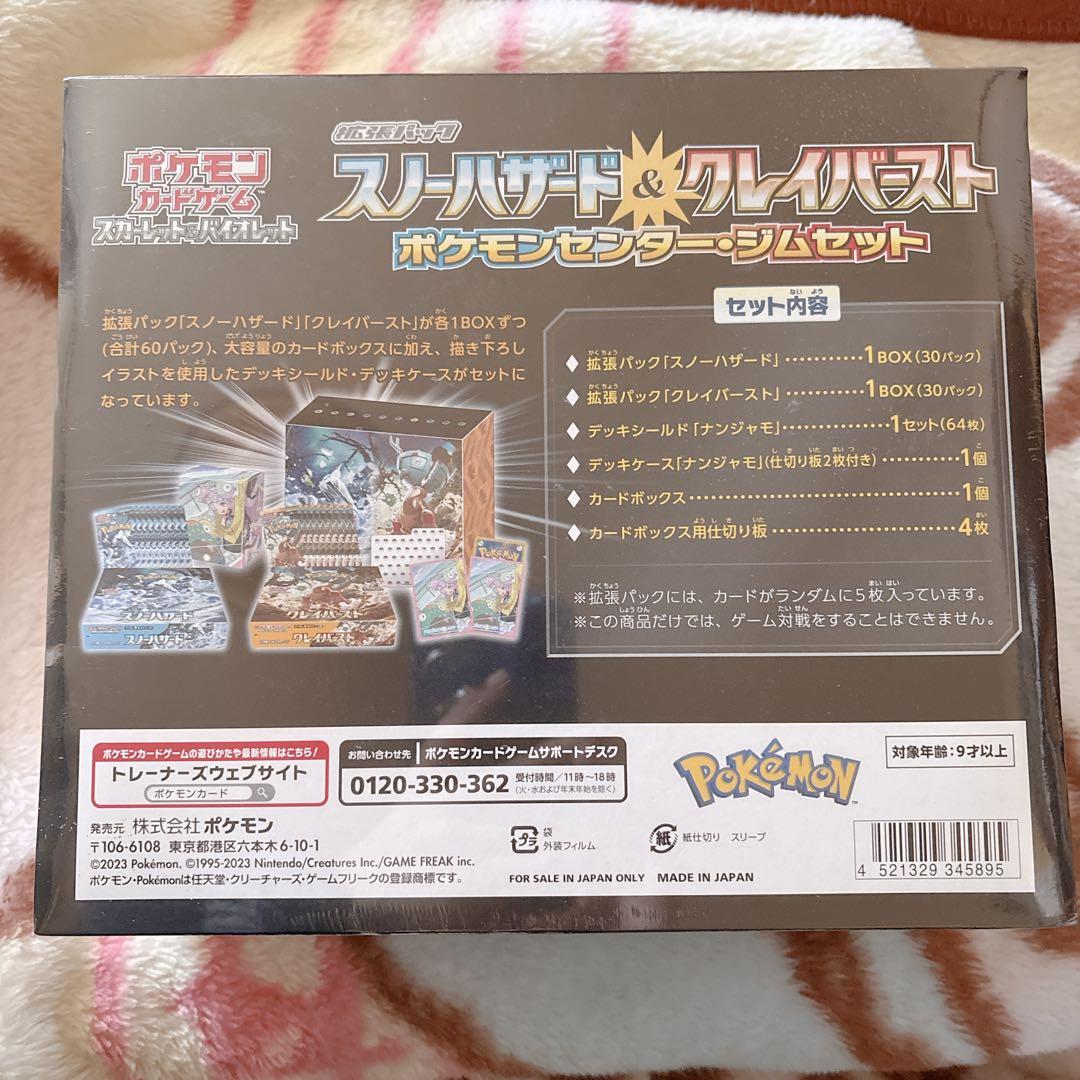 拡張パック
スノーハザード&クレイバースト
ポケモンセンター・ジムセット
ポケモン
カードゲーム™
スカーレット&バイオレット
拡張パック「スノーハザード」「クレイバースト」が各1BOXずつ
(合計60パック)、大容量のカードボックスに加え、描き下ろし
イラストを使用したデッキシールド・デッキケースがセットに
なっています。
スノーハザード
クレイバースト
Pokémon
セット内容
◆ 拡張パック「スノーハザード」…………1BOX(30パック)
◆ 拡張パック「クレイバースト」…………1BOX(30パック)
◆ デッキシールド「ナンジャモ」……………1セット(64枚)
◆ デッキケース「ナンジャモ」(仕切り板2枚付き)…………1個
◆ カードボックス……………………………1個
◆ カードボックス用仕切り板……………………4枚
※拡張パックには、カードがランダムに5枚入っています。
※この商品だけでは、ゲーム対戦をすることはできません。
ポケモンカードゲームの遊びかたや最新情報はこちら!
トレーナーズウェブサイト
ポケモンカード
お問い合わせ先 ポケモンカードゲームサポートデスク
0120-330-362 受付時間/11時〜18時
(火・水および年末年始を除く)
POKéMON™
対象年齢:9才以上
発売元 株式会社ポケモン
〒106-6108 東京都港区六本木6-10-1
©2023 Pokémon. ©1995-2023 Nintendo/Creatures Inc./GAME FREAK inc.
ポケモン・Pokémonは任天堂・クリーチャーズ・ゲームフリークの登録商標です。
プラ 袋
外装フィルム
紙 紙仕切り スリーブ
FOR SALE IN JAPAN ONLY MADE IN JAPAN
4 521329 345895